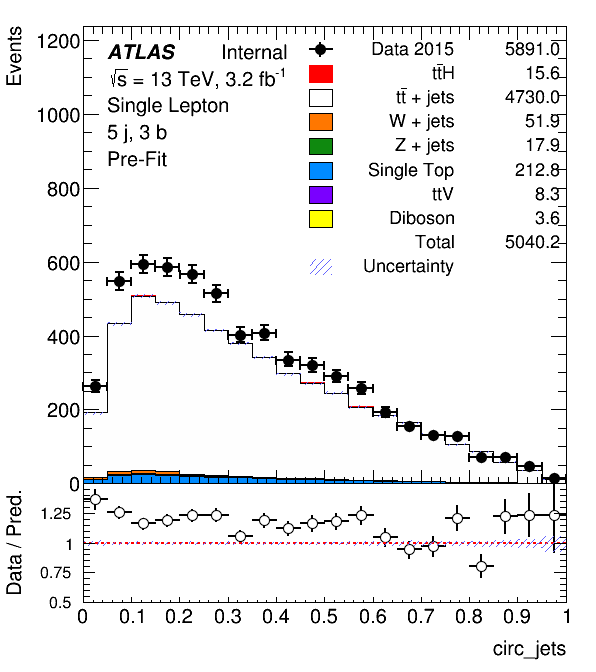 Events
1200
1000
800
600
400
200
0
ATLAS Internal
√s = 13 TeV, 3.2 fb⁻¹
Single Lepton
5 j, 3 b
Pre-Fit
Data 2015 5891.0
tt̄H 15.6
tt̄ + jets 4730.0
W + jets 51.9
Z + jets 17.9
Single Top 212.8
ttV 8.3
Diboson 3.6
Total 5040.2
Uncertainty
Data / Pred.
1.25
1
0.75
0.5
0 0.1 0.2 0.3 0.4 0.5 0.6 0.7 0.8 0.9 1
circ_jets